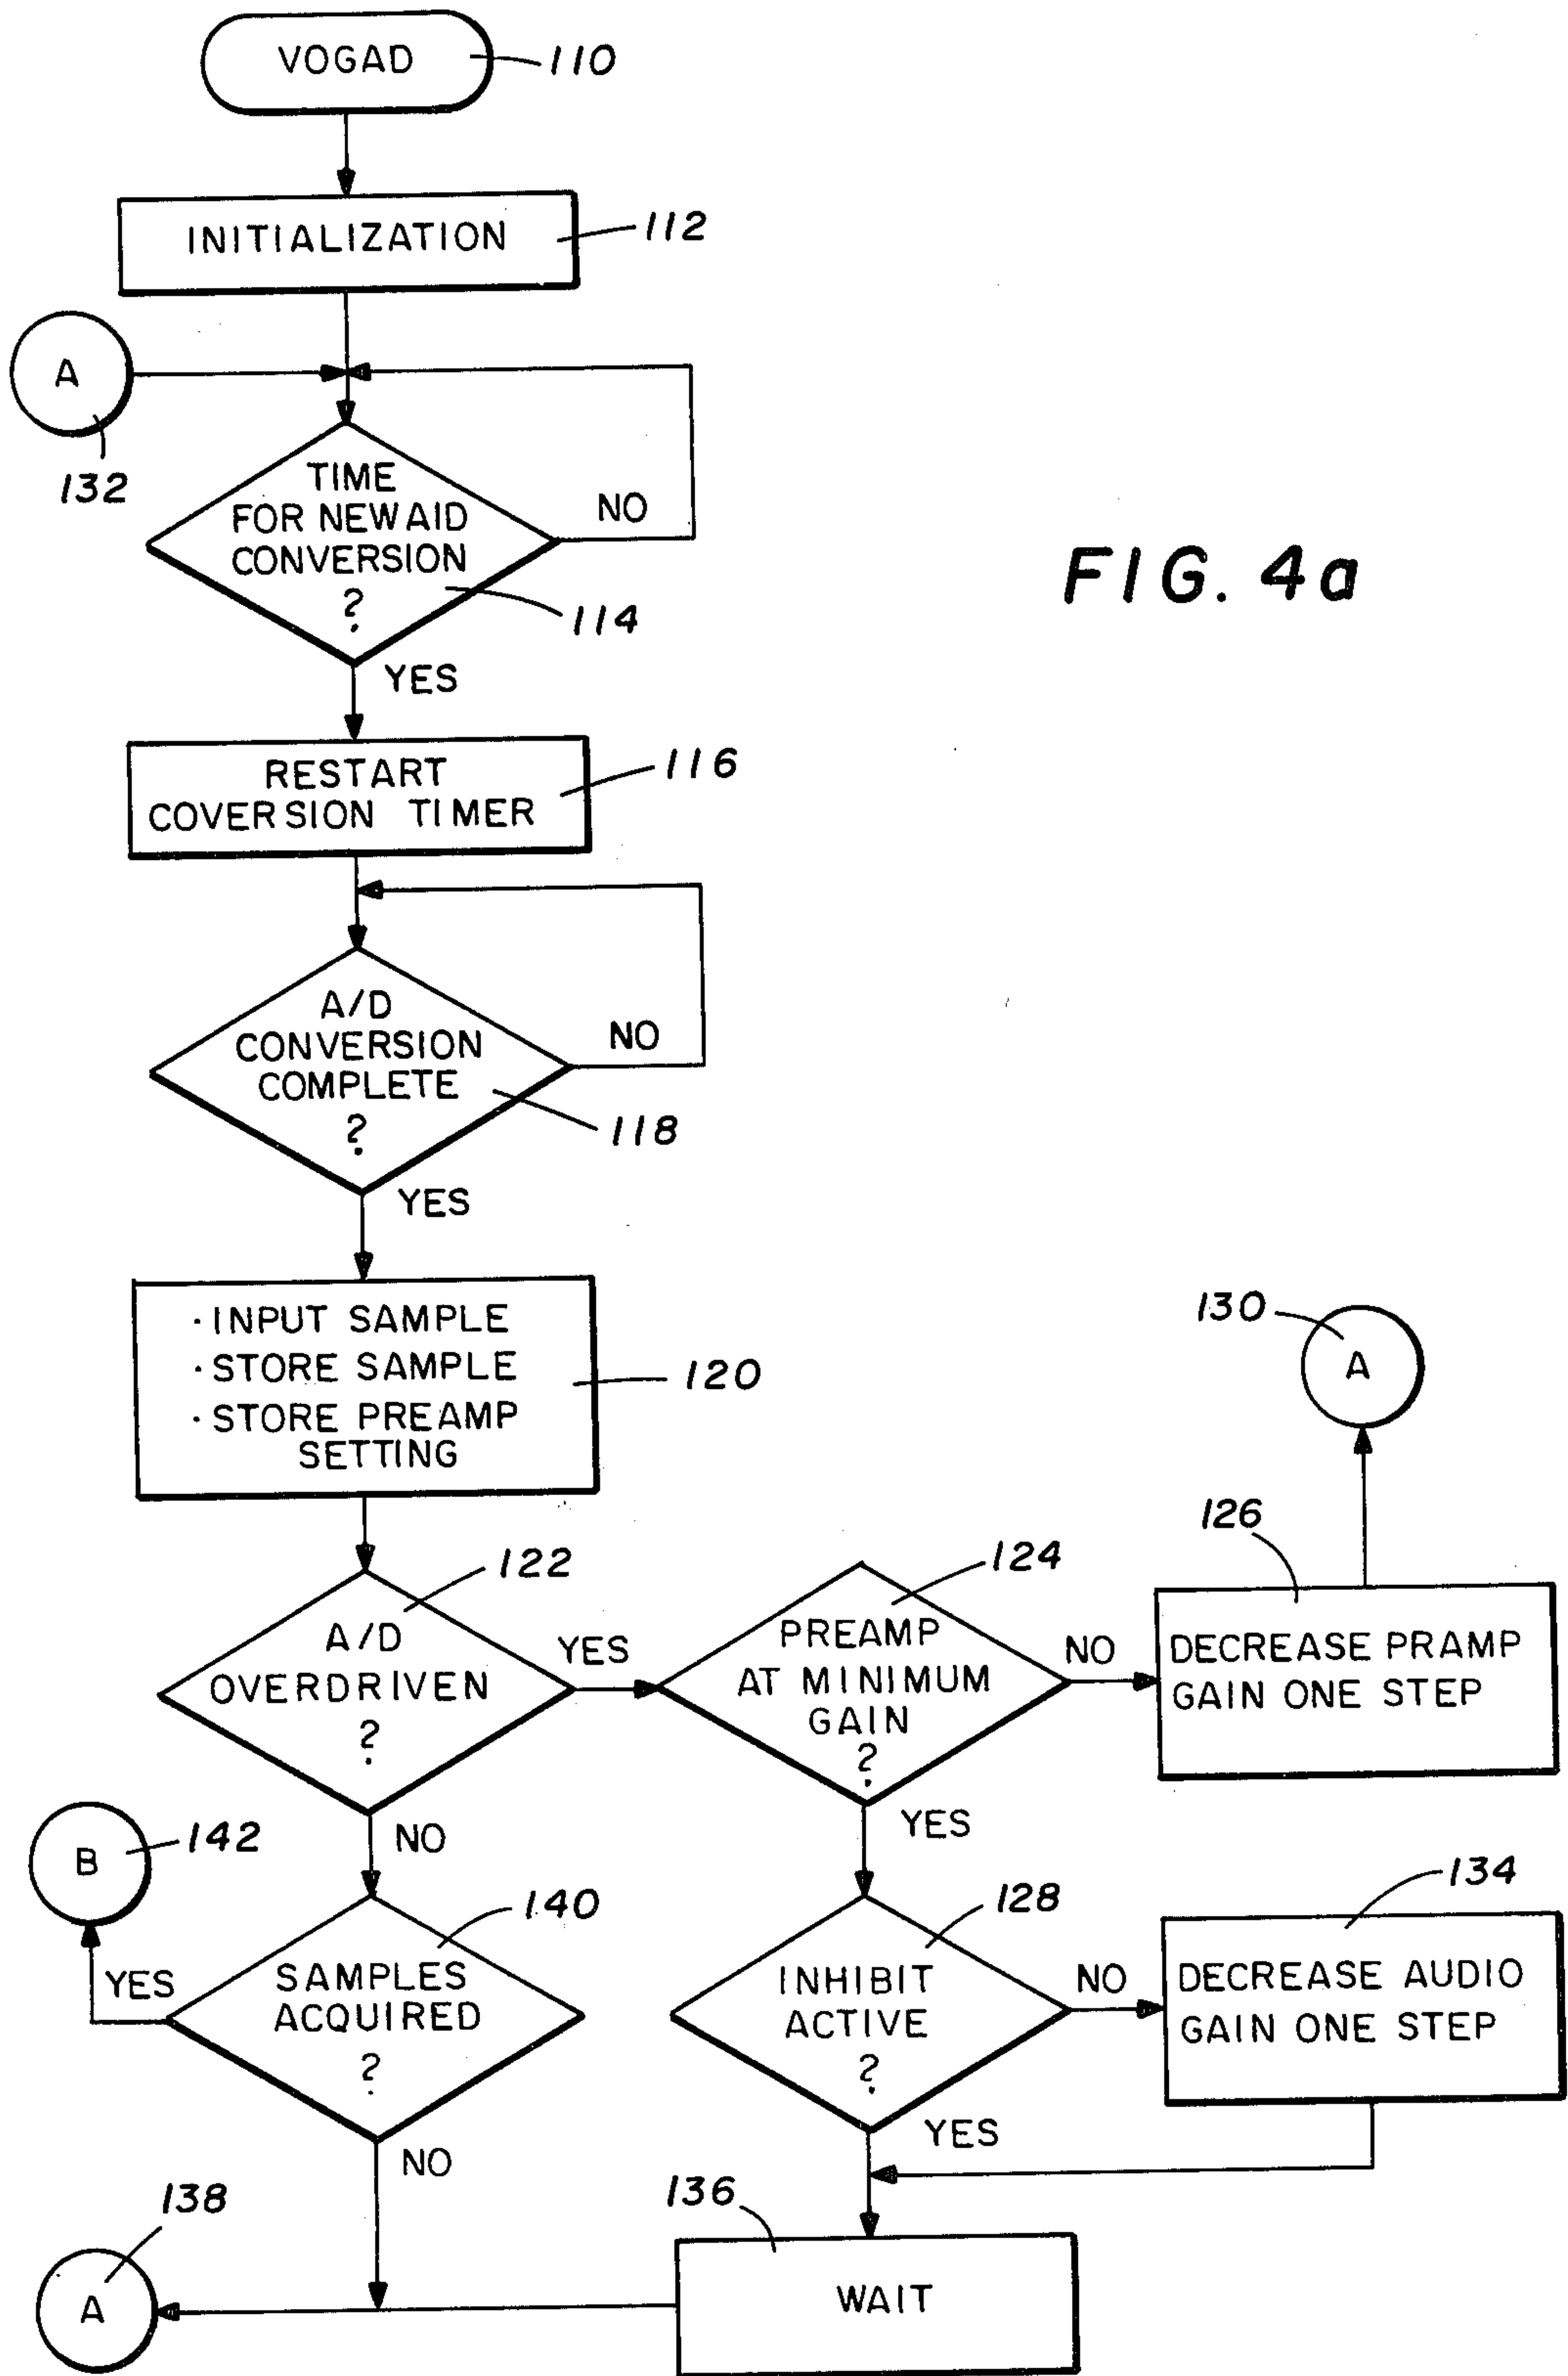 VOGAD
110
INITIALIZATION
112
A
132
TIME
FOR NEW AID
CONVERSION
?
NO
114
YES
FIG. 4a
RESTART
COVERSION TIMER
116
A/D
CONVERSION
COMPLETE
?
NO
118
YES
· INPUT SAMPLE
· STORE SAMPLE
· STORE PREAMP
SETTING
120
130
A
122
A/D
OVERDRIVEN
?
YES
NO
124
PREAMP
AT MINIMUM
GAIN
?
NO
YES
126
DECREASE PRAMP
GAIN ONE STEP
B
142
140
SAMPLES
ACQUIRED
?
YES
NO
128
INHIBIT
ACTIVE
?
NO
YES
134
DECREASE AUDIO
GAIN ONE STEP
138
A
136
WAIT